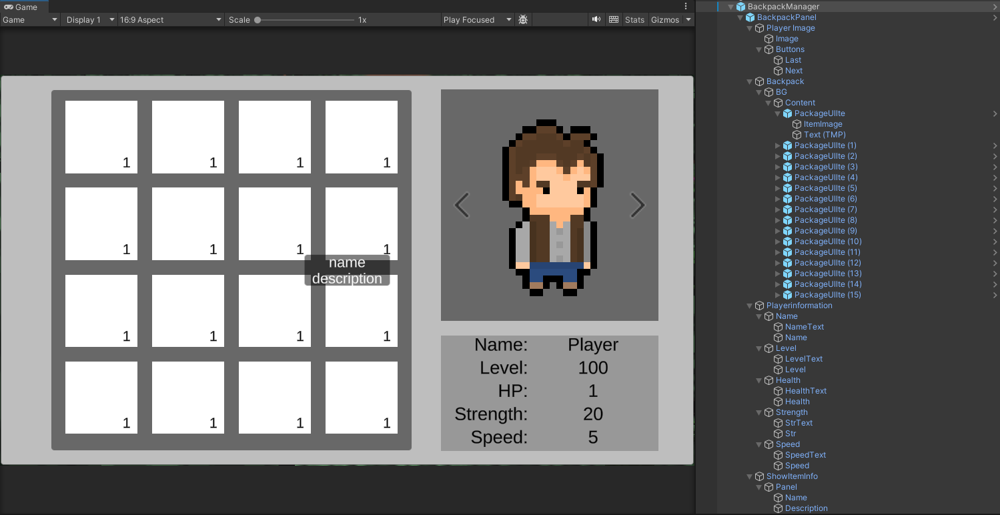 Game
Game Display 1 16:9 Aspect Scale 1x Play Focused Stats Gizmos
1 1 1 1
1 1 1 1
name
description
1 1 1 1
1 1 1 1
Name: Player
Level: 100
HP: 1
Strength: 20
Speed: 5
BackpackManager
BackpackPanel
Player Image
Image
Buttons
Last
Next
Backpack
BG
Content
PackageUIIte
ItemImage
Text (TMP)
PackageUIIte (1)
PackageUIIte (2)
PackageUIIte (3)
PackageUIIte (4)
PackageUIIte (5)
PackageUIIte (6)
PackageUIIte (7)
PackageUIIte (8)
PackageUIIte (9)
PackageUIIte (10)
PackageUIIte (11)
PackageUIIte (12)
PackageUIIte (13)
PackageUIIte (14)
PackageUIIte (15)
Playerinformation
Name
NameText
Name
Level
LevelText
Level
Health
HealthText
Health
Strength
StrText
Str
Speed
SpeedText
Speed
ShowItemInfo
Panel
Name
Description